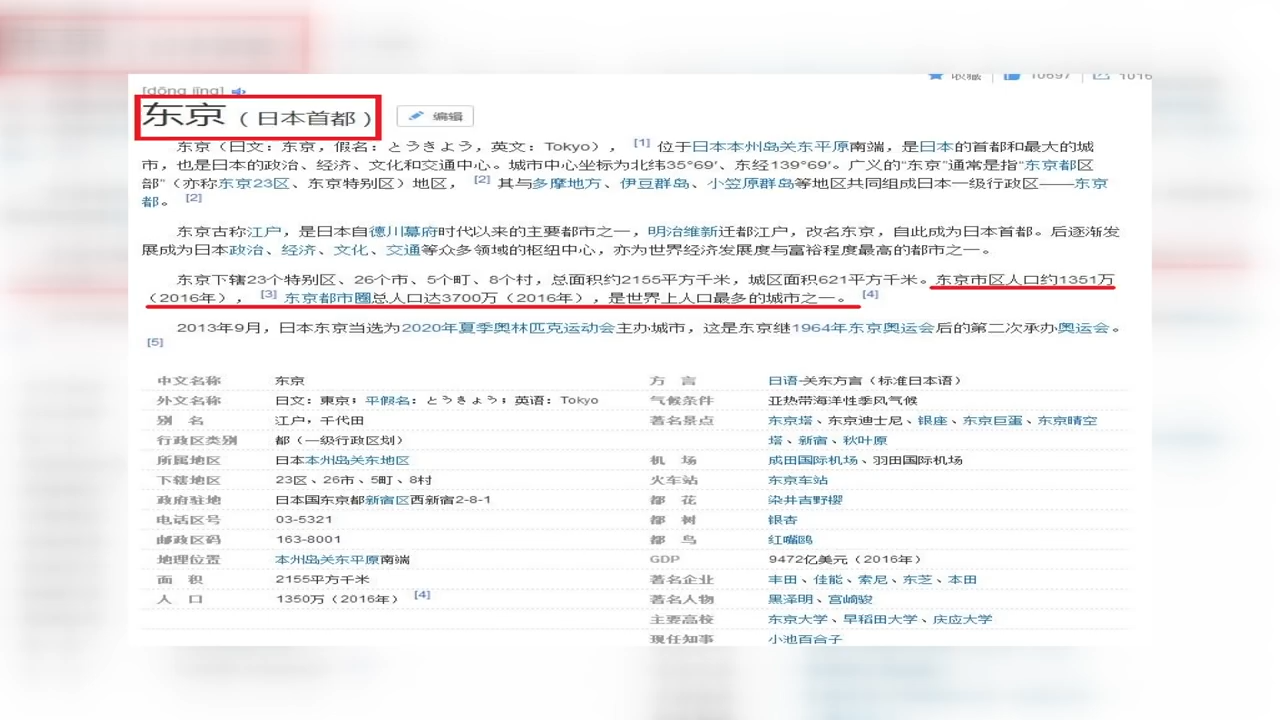 [dōng jīng]
东京（日本首都）
编辑
收藏 | 10697 | 1016
东京（日文：东京，假名：とうきょう，英文：Tokyo），[1] 位于日本本州岛关东平原南端，是日本的首都和最大的城
市，也是日本的政治、经济、文化和交通中心。城市中心坐标为北纬35°69′、东经139°69′。广义的“东京”通常是指“东京都区
部”（亦称东京23区、东京特别区）地区，[2] 其与多摩地方、伊豆群岛、小笠原群岛等地区共同组成日本一级行政区——东京
都。[2]
东京古称江户，是日本自德川幕府时代以来的主要都市之一，明治维新迁都江户，改名东京，自此成为日本首都。后逐渐发
展成为日本政治、经济、文化、交通等众多领域的枢纽中心，亦为世界经济发展度与富裕程度最高的都市之一。
东京下辖23个特别区、26个市、5个町、8个村，总面积约2155平方千米，城区面积621平方千米。东京市区人口约1351万
（2016年），[3] 东京都市圈总人口达3700万（2016年），是世界上人口最多的城市之一。[4]
2013年9月，日本东京当选为2020年夏季奥林匹克运动会主办城市，这是东京继1964年东京奥运会后的第二次承办奥运会。
[5]
中文名称 东京
外文名称 日文：東京；平假名：とうきょう；英语：Tokyo
别 名 江户，千代田
行政区类别 都（一级行政区划）
所属地区 日本本州岛关东地区
下辖地区 23区、26市、5町、8村
政府驻地 日本国东京都新宿区西新宿2-8-1
电话区号 03-5321
邮政区码 163-8001
地理位置 本州岛关东平原南端
面 积 2155平方千米
人 口 1350万（2016年）[4]
方 言 日语-关东方言（标准日本语）
气候条件 亚热带海洋性季风气候
著名景点 东京塔、东京迪士尼、银座、东京巨蛋、东京晴空
塔、新宿、秋叶原
机 场 成田国际机场、羽田国际机场
火车站 东京车站
都 花 染井吉野樱
都 树 银杏
都 鸟 红嘴鸥
GDP 9472亿美元（2016年）
著名企业 丰田、佳能、索尼、东芝、本田
著名人物 黑泽明、宫崎骏
主要高校 东京大学、早稻田大学、庆应大学
现任知事 小池百合子